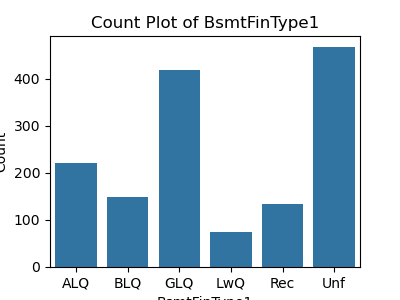 Count Plot of BsmtFinType1
400
300
200
100
0
Count
ALQ BLQ GLQ LwQ Rec Unf
BsmtFinType1